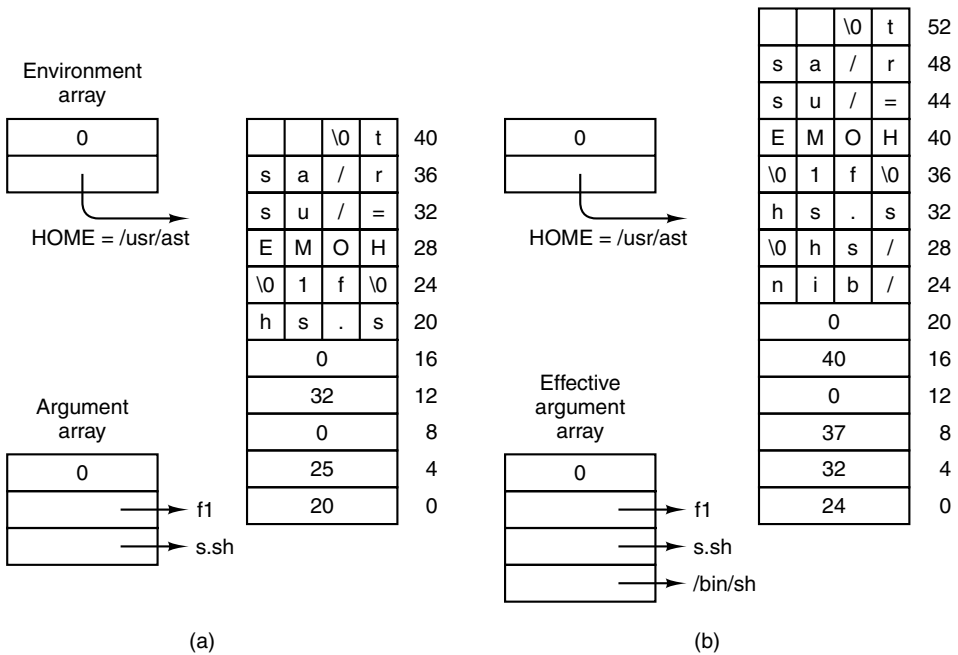 Environment
array
0
HOME = /usr/ast
Argument
array
0
f1
s.sh
\0 t 40
s a / r 36
s u / = 32
E M O H 28
\0 1 f \0 24
h s . s 20
0 16
32 12
0 8
25 4
20 0
(a)
0
HOME = /usr/ast
Effective
argument
array
0
f1
s.sh
/bin/sh
\0 t 52
s a / r 48
s u / = 44
E M O H 40
\0 1 f \0 36
h s . s 32
\0 h s / 28
n i b / 24
0 20
40 16
0 12
37 8
32 4
24 0
(b)